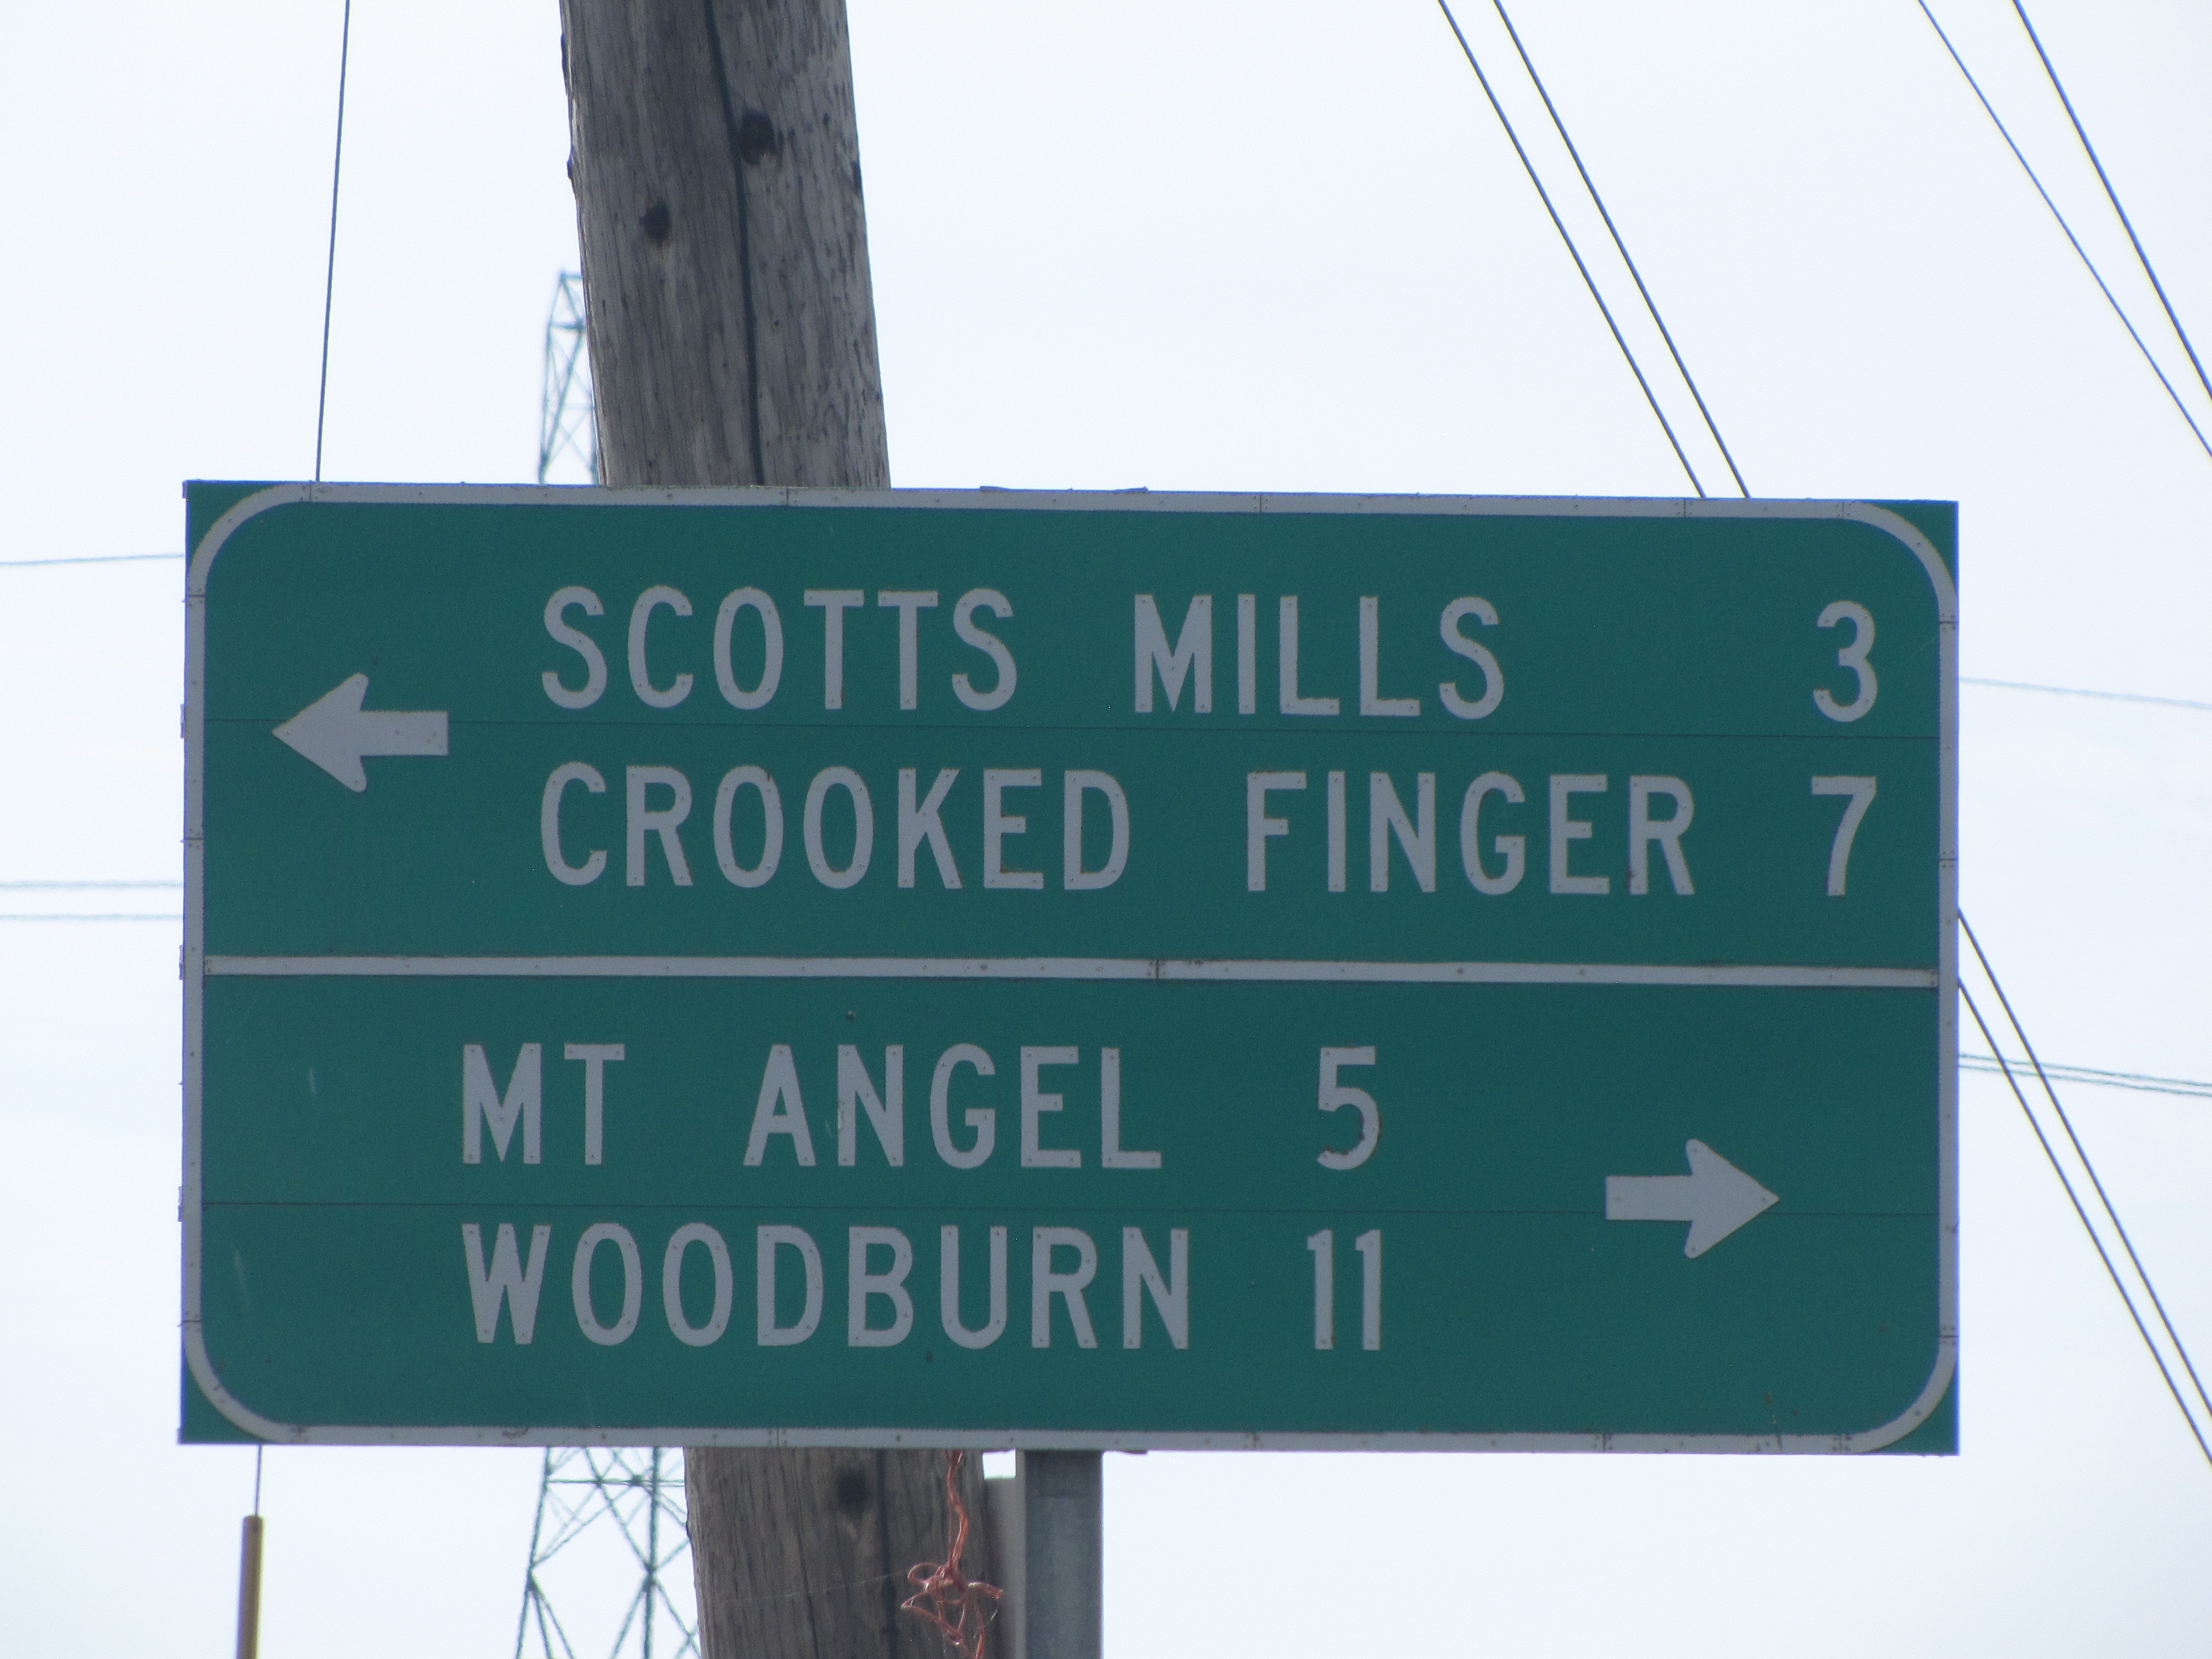 SCOTTS MILLS 3
CROOKED FINGER 7
MT ANGEL 5
WOODBURN 11